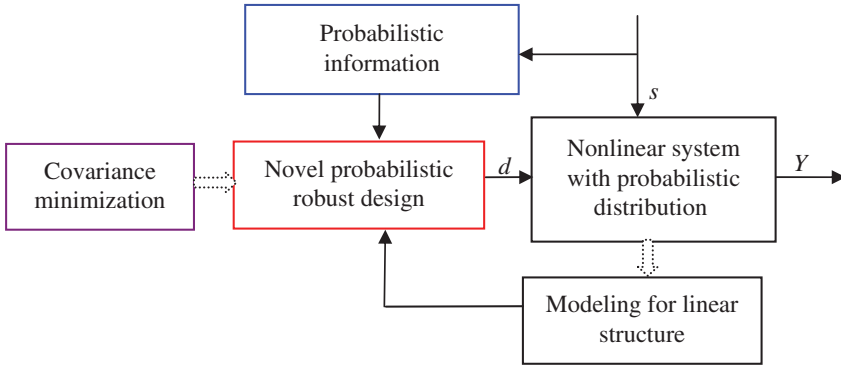 Probabilistic
information
s
Covariance
minimization
Novel probabilistic
robust design
d
Nonlinear system
with probabilistic
distribution
Y
Modeling for linear
structure